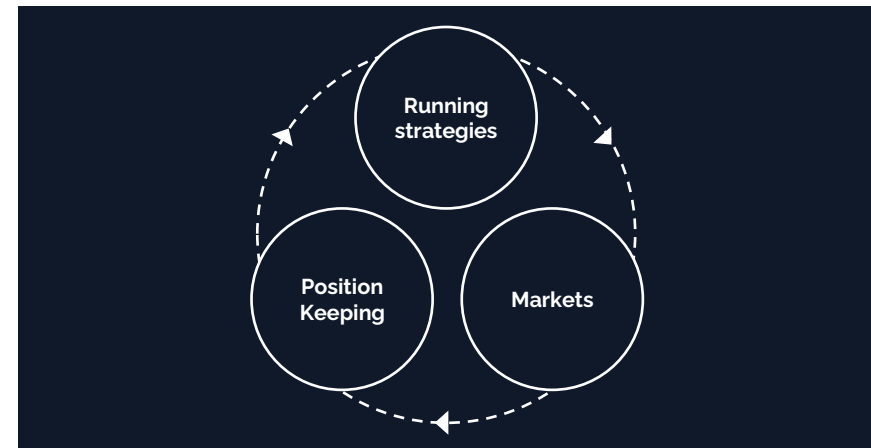 Running
strategies
Position
Keeping
Markets